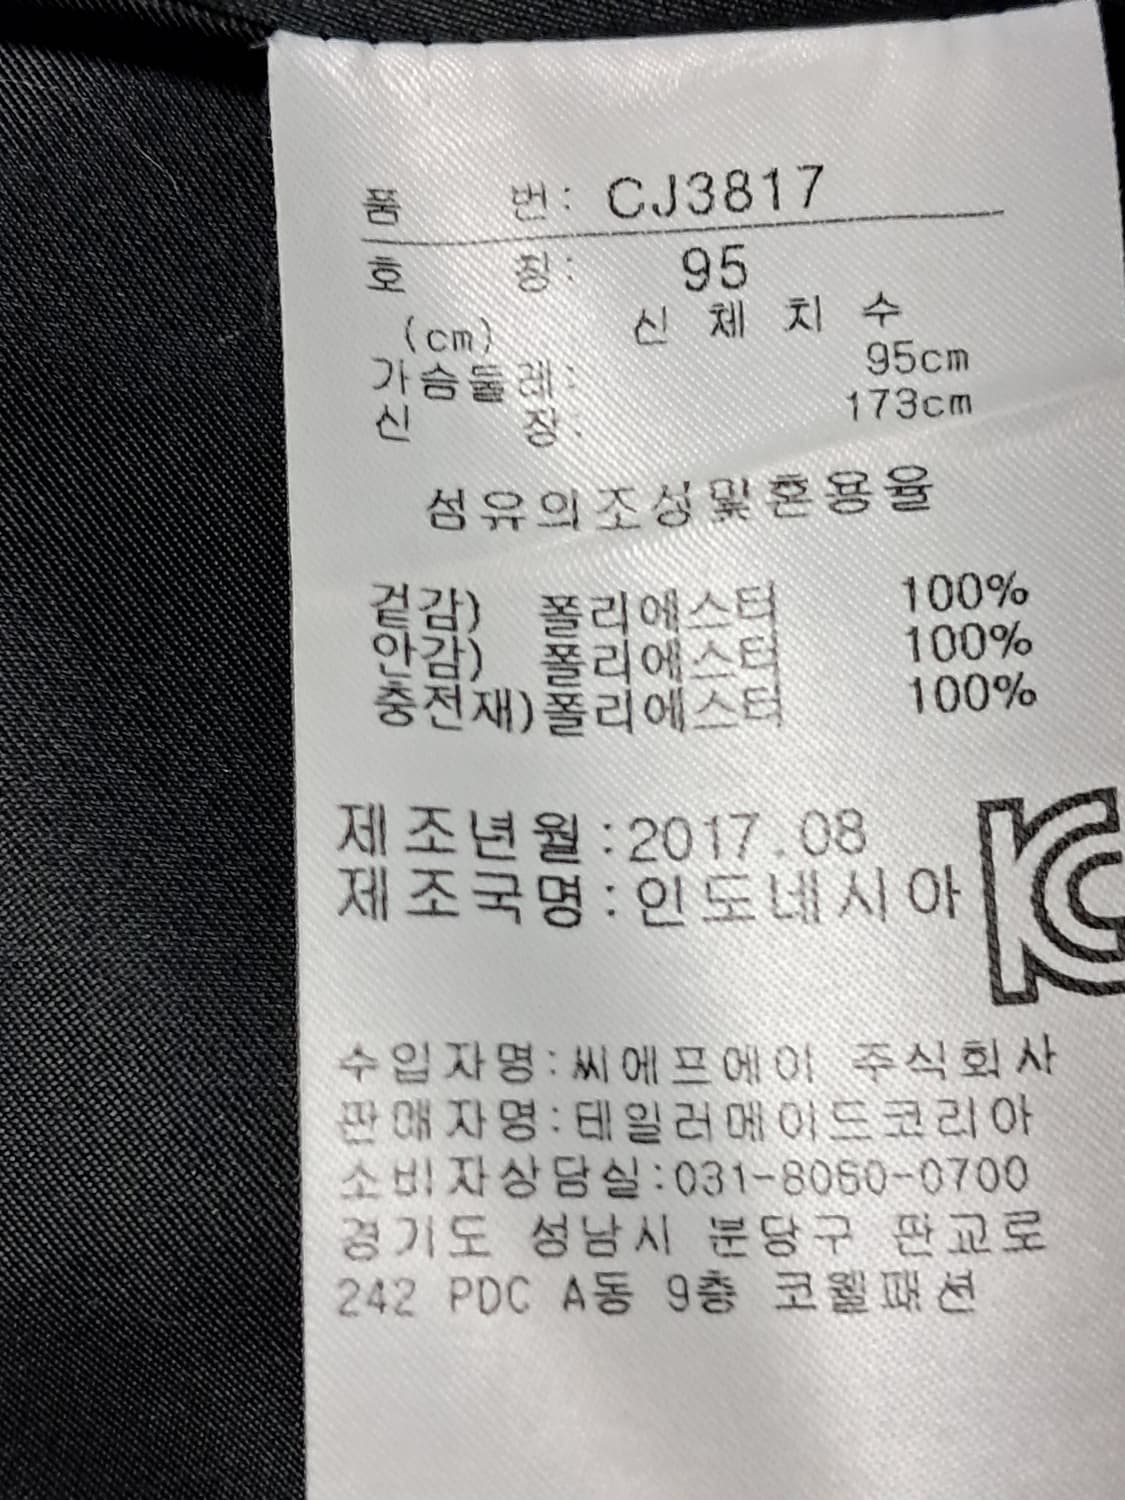 품 번: CJ3817
호 칭: 95
(cm) 신 체 치 수
가슴둘레: 95cm
신 장: 173cm
섬유의조성및혼용율
겉감) 폴리에스터 100%
안감) 폴리에스터 100%
충전재)폴리에스터 100%
제조년월:2017.08
제조국명:인도네시아
수입자명:씨에프에이 주식회사
판매자명:테일러메이드코리아
소비자상담실:031-8060-0700
경기도 성남시 분당구 판교로
242 PDC A동 9층 코웰패션